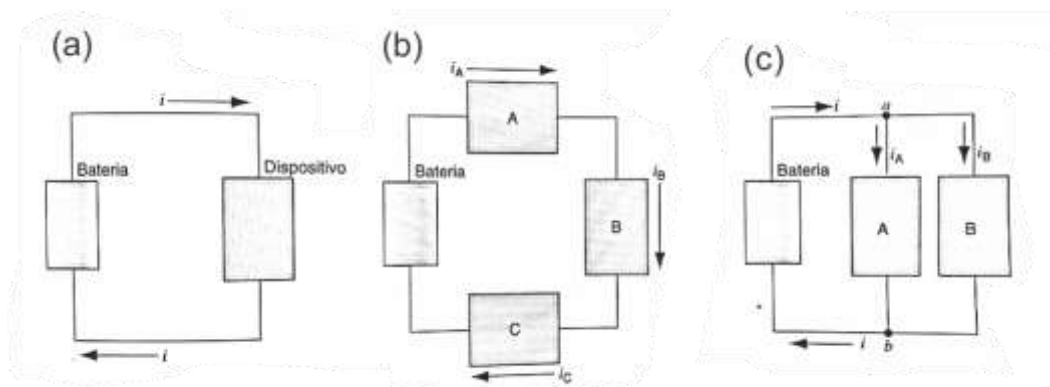 (a)
i
Bateria
Dispositivo
i
(b)
iA
A
Bateria
iB
B
C
iC
(c)
i
a
iA
iB
Bateria
A
B
i
b